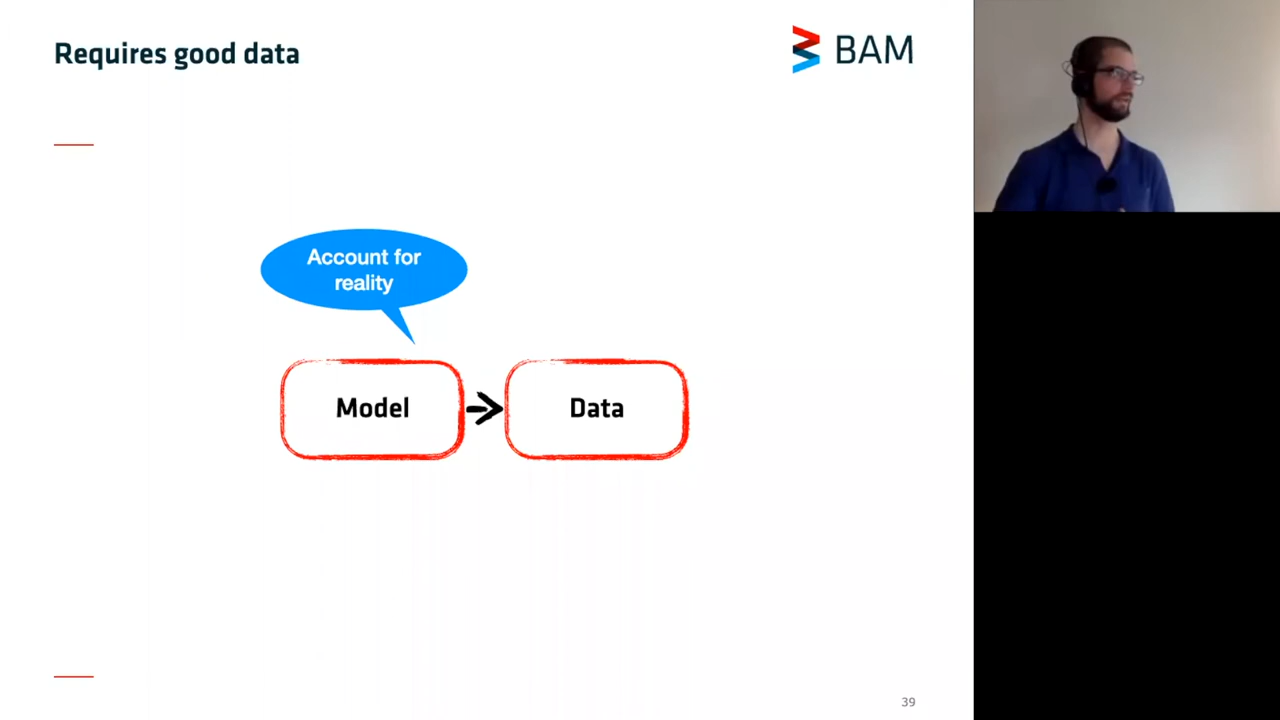 Requires good data
BAM
Account for
reality
Model
Data
39